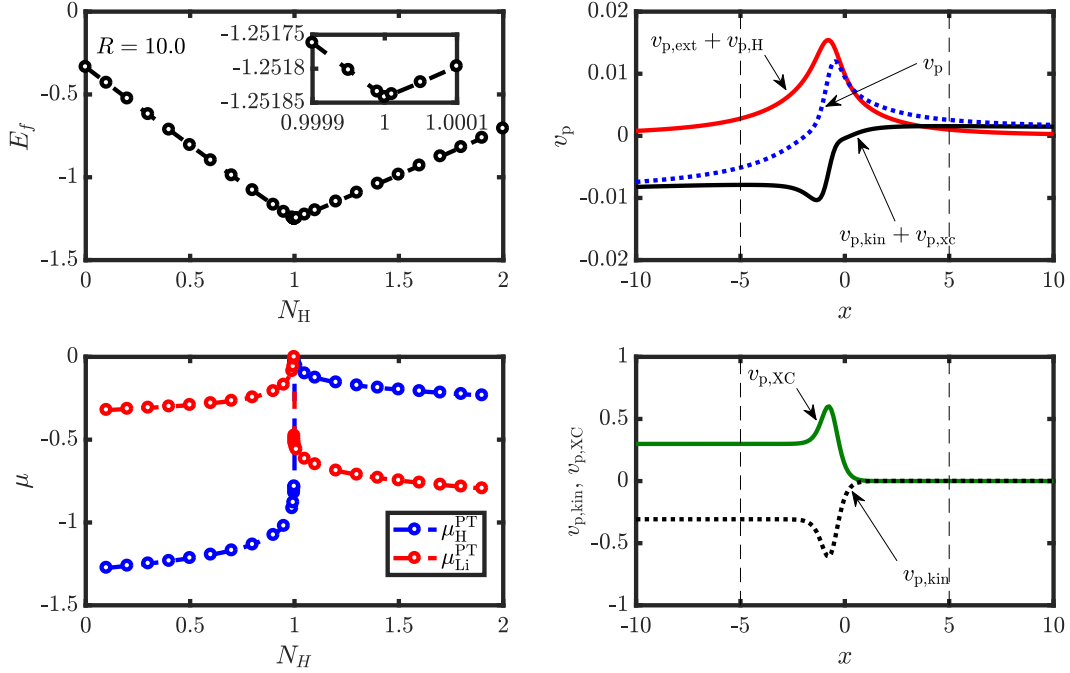 R = 10.0
E_f
0
-0.5
-1
-1.5
0 0.5 1 1.5 2
N_H
-1.25175
-1.2518
-1.25185
0.9999 1 1.0001
v_p
0.02
0.01
0
-0.01
-0.02
v_p,ext + v_p,H
v_p
v_p,kin + v_p,xc
-10 -5 0 5 10
x
μ
0
-0.5
-1
-1.5
μ_H^PT
μ_Li^PT
0 0.5 1 1.5 2
N_H
v_p,kin, v_p,XC
1
0.5
0
-0.5
-1
v_p,XC
v_p,kin
-10 -5 0 5 10
x